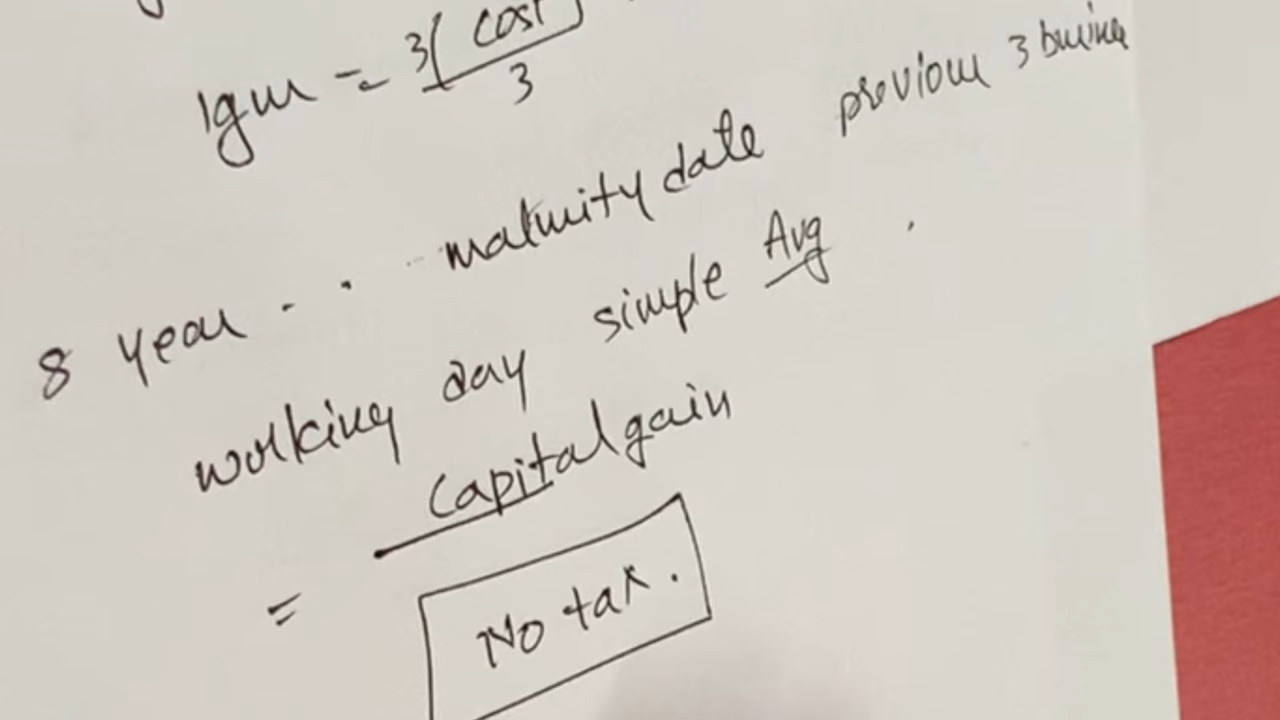 1gm = 3( cost )
3
8 year . . maturity date previous 3 busine
working day simple Avg .
Capital gain
= No tax.